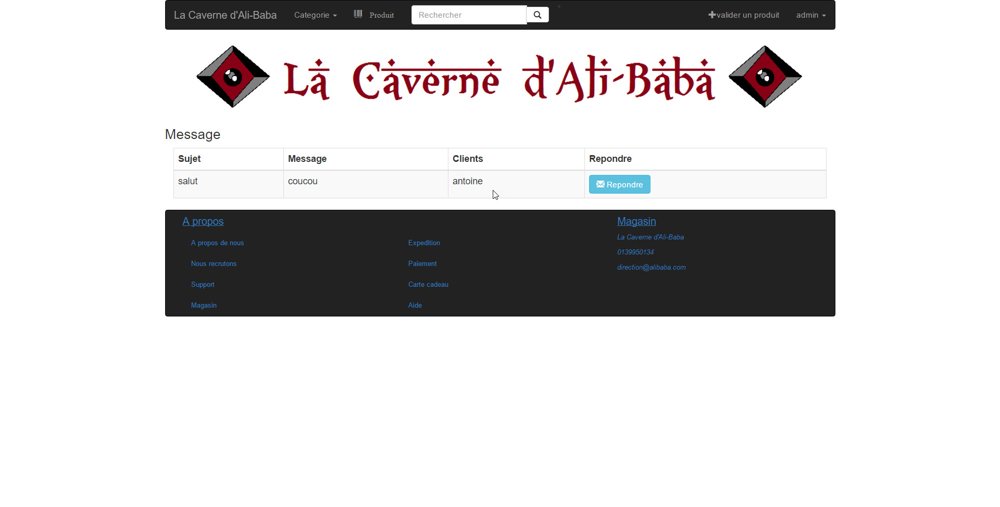 La Caverne d'Ali-Baba Categorie Produit Rechercher valider un produit admin
La Caverne d'Ali-Baba
Message
Sujet Message Clients Repondre
salut coucou antoine Repondre
A propos Magasin
La Caverne d'Ali-Baba
A propos de nous Expedition
0139950134
Nous recrutons Paiement
direction@alibaba.com
Support Carte cadeau
Magasin Aide